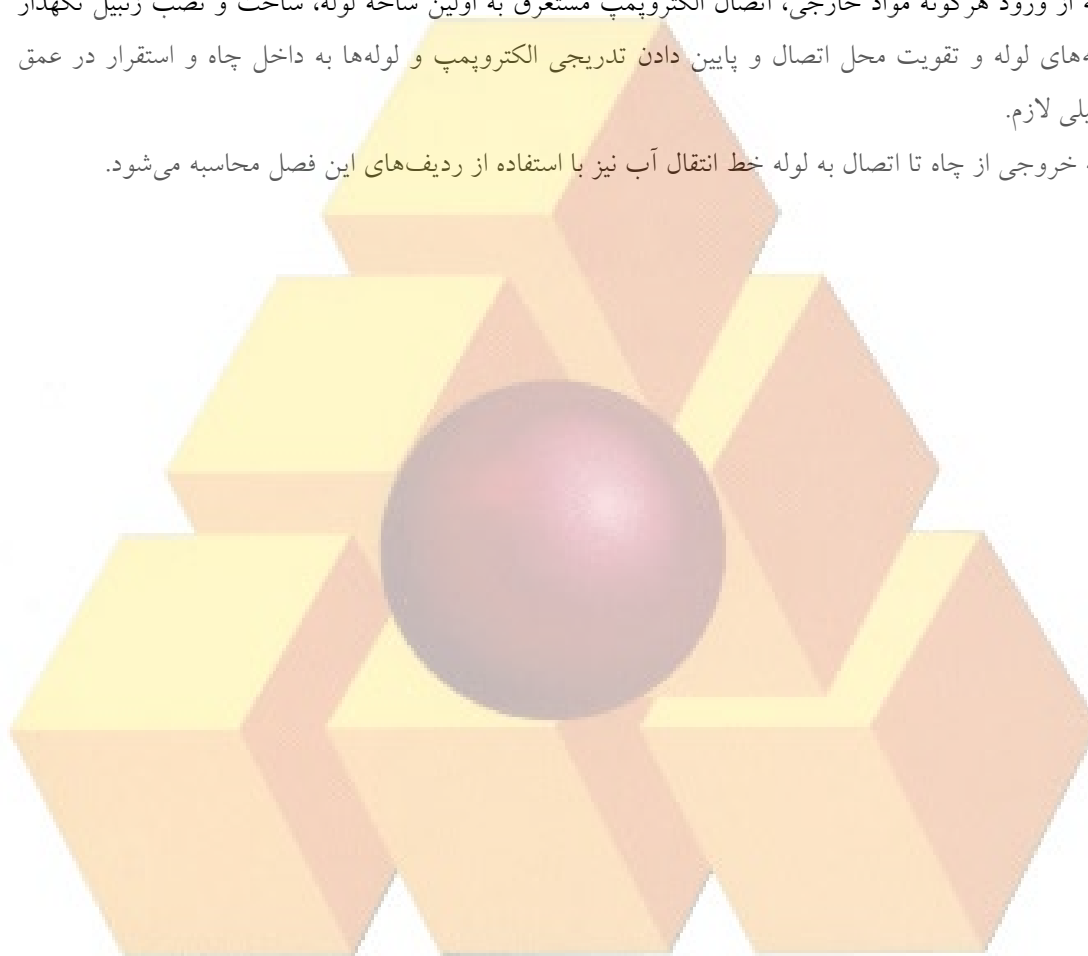 از ورود هرگونه مواد خارجی، اتصال الکتروپمپ مستغرق به اولین شاخه لوله، ساخت و نصب زنبیل نگهدار
لوله و تقویت محل اتصال و پایین دادن تدریجی الکتروپمپ و لوله‌ها به داخل چاه و استقرار در عمق
لازم.
خروجی از چاه تا اتصال به لوله خط انتقال آب نیز با استفاده از ردیف‌های این فصل محاسبه می‌شود.